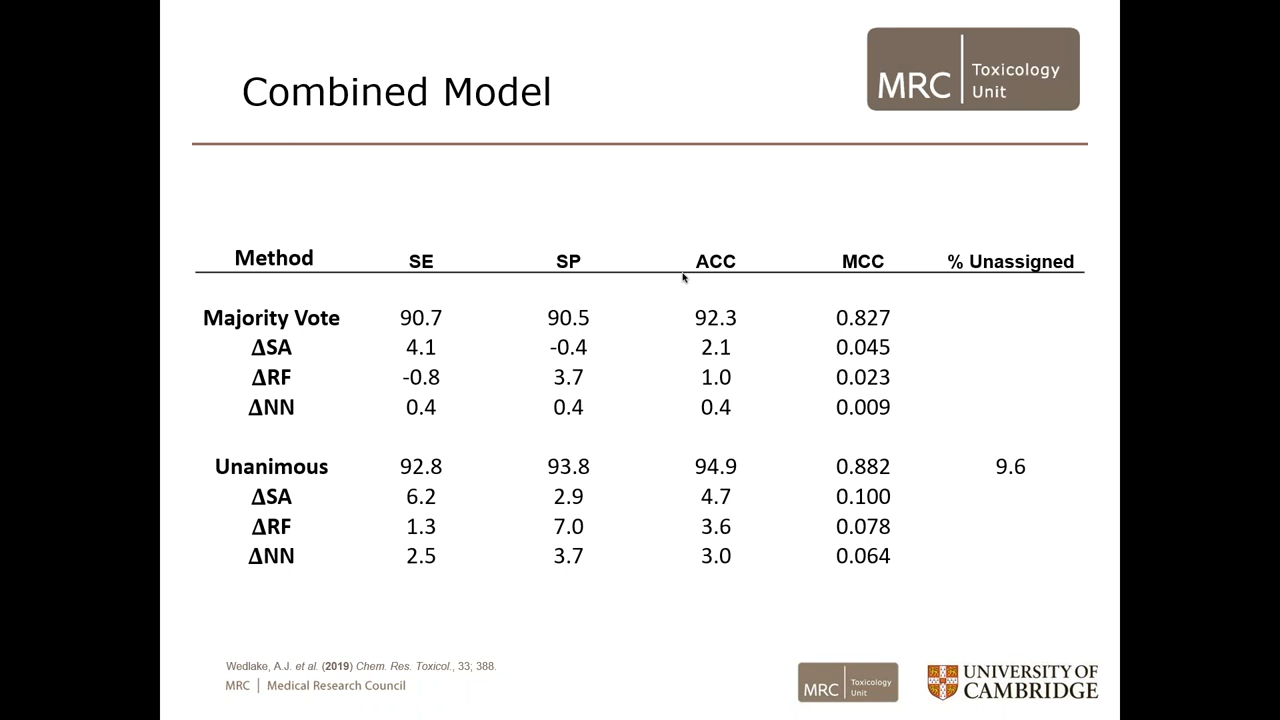 Combined Model
MRC Toxicology Unit
Method SE SP ACC MCC % Unassigned
Majority Vote 90.7 90.5 92.3 0.827
ΔSA 4.1 -0.4 2.1 0.045
ΔRF -0.8 3.7 1.0 0.023
ΔNN 0.4 0.4 0.4 0.009
Unanimous 92.8 93.8 94.9 0.882 9.6
ΔSA 6.2 2.9 4.7 0.100
ΔRF 1.3 7.0 3.6 0.078
ΔNN 2.5 3.7 3.0 0.064
Wedlake, A.J. et al. (2019) Chem. Res. Toxicol., 33; 388.
MRC | Medical Research Council
MRC Toxicology Unit
UNIVERSITY OF
CAMBRIDGE